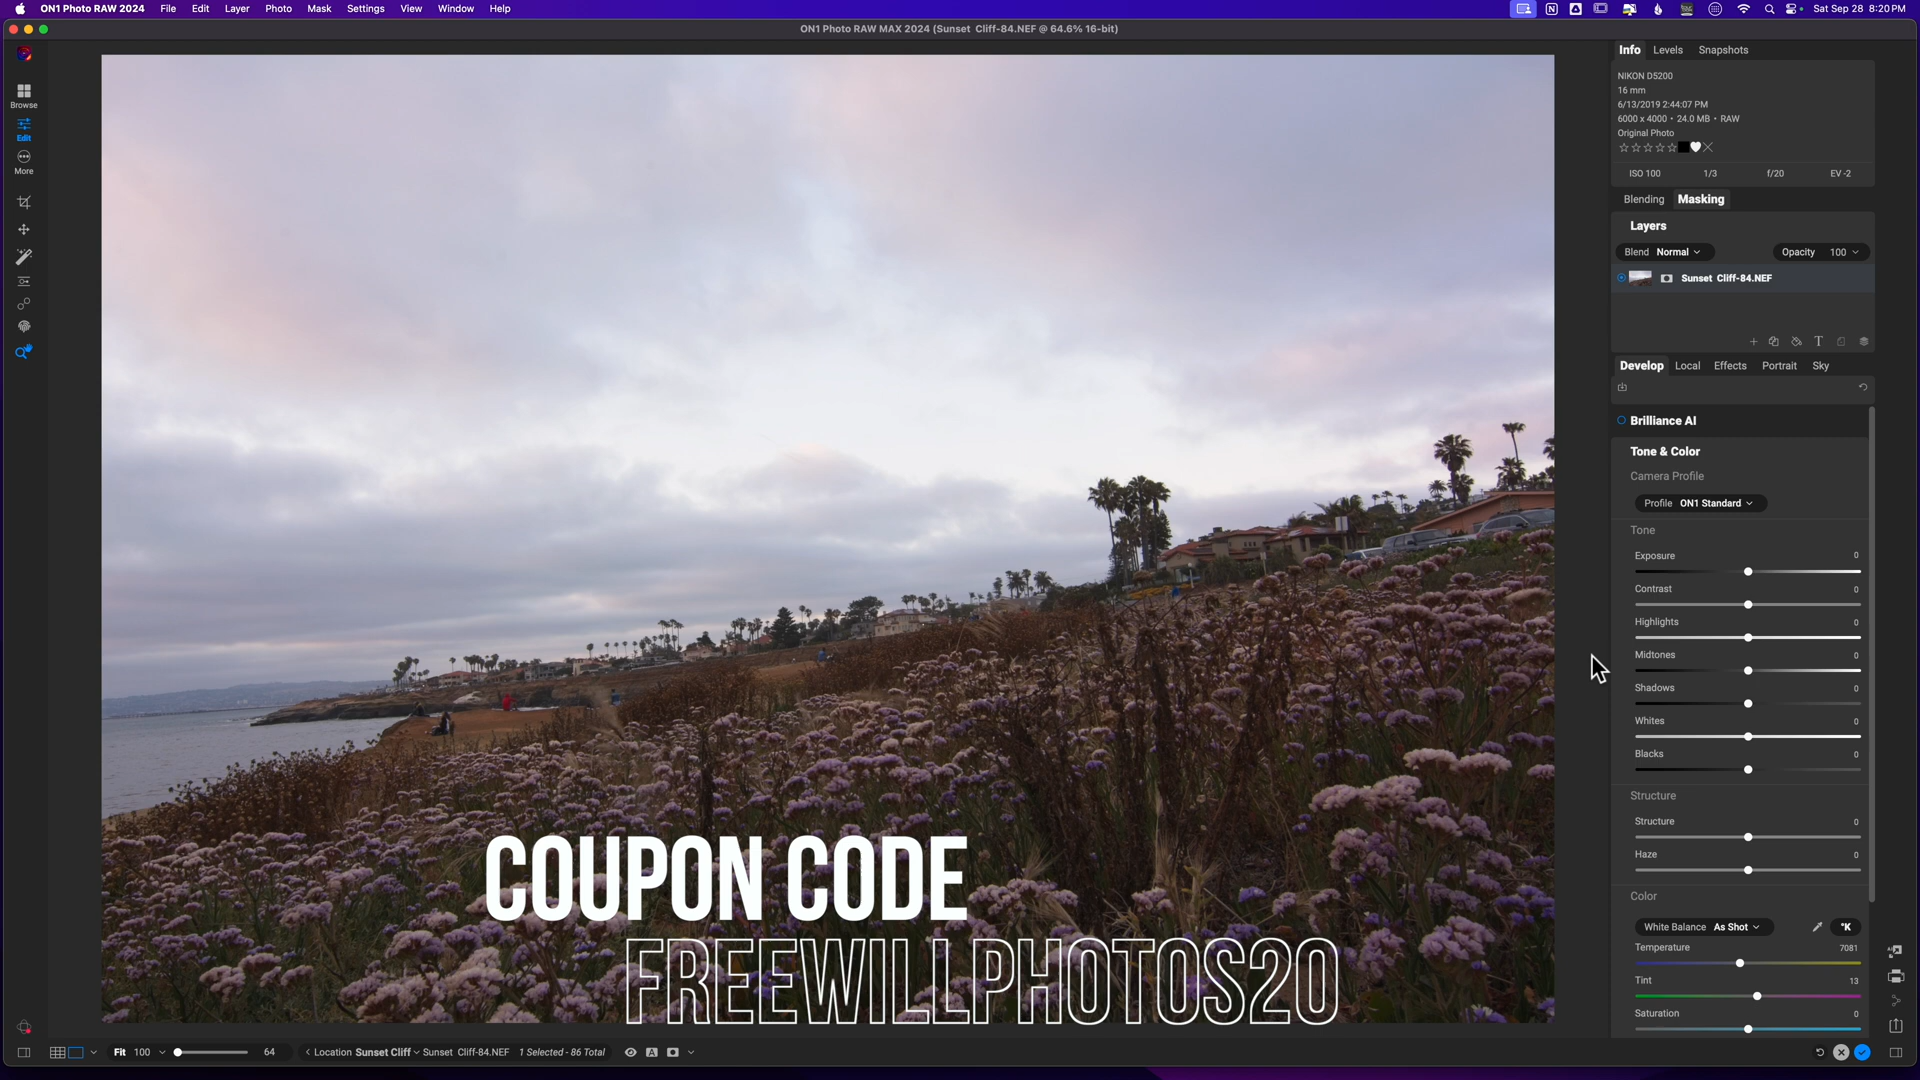 ON1 Photo RAW File Edit Layer Photo Mask Settings View Window Help Sat Sep 28 8:20 PM
ON1 Photo RAW MAX 2024 (Sunset Cliff-84.NEF @ 64.6% 16-bit)
Info Levels Snapshots
NIKON D5200
16 mm
6/13/2019 2:44:07 PM
6000 x 4000 • 24.0 MB • RAW
Original Photo
ISO 100 1/3 f/20 EV -2
Browse
Edit
More
Blending Masking
Layers
Blend Normal Opacity 100
Sunset Cliff-84.NEF
Develop Local Effects Portrait Sky
Brilliance AI
Tone & Color
Camera Profile
Profile ON1 Standard
Tone
Exposure 0
Contrast 0
Highlights 0
Midtones 0
Shadows 0
Whites 0
Blacks 0
Structure
Structure 0
Haze 0
Color
White Balance As Shot °K
Temperature 7081
Tint 13
Saturation 0
COUPON CODE
FREEWILLPHOTOS20
Fit 100 64 < Location Sunset Cliff Sunset Cliff-84.NEF 1 Selected - 86 Total A